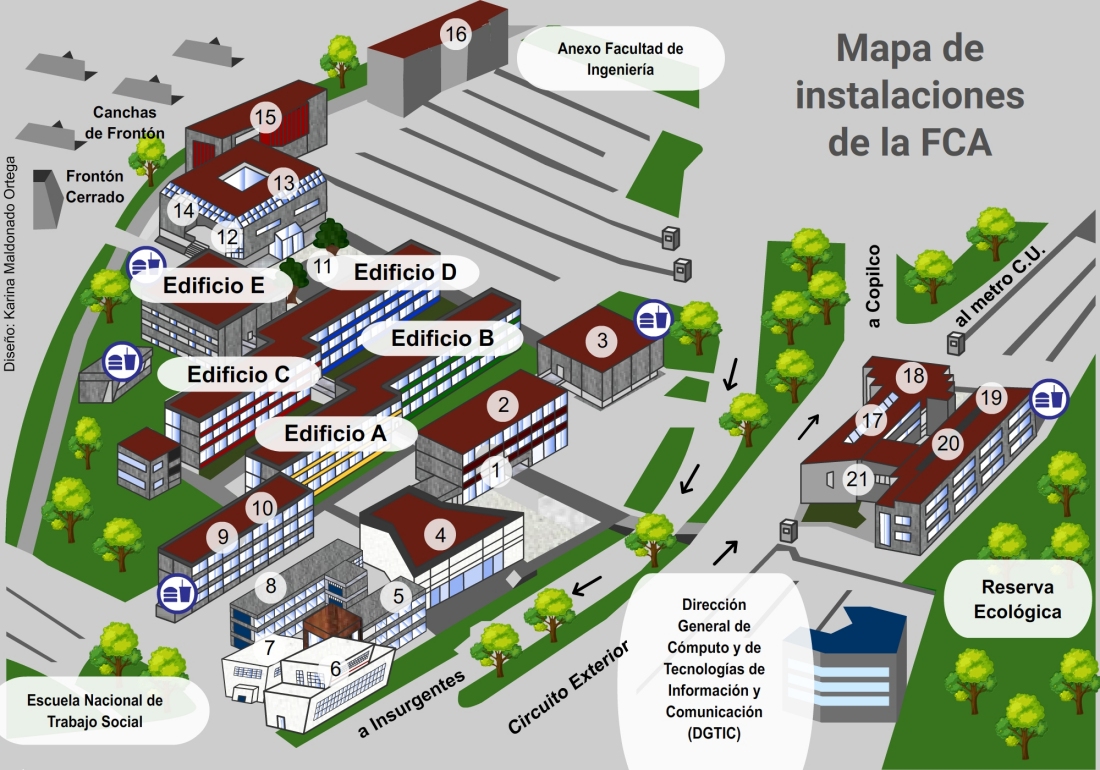 Mapa de
instalaciones
de la FCA
16
Anexo Facultad de
Ingeniería
Canchas
de Frontón
15
Frontón
Cerrado
Diseño: Karina Maldonado Ortega
13
14
12
11
Edificio D
Edificio E
Edificio B
3
a Copilco
al metro C.U.
Edificio C
2
18
19
17
20
Edificio A
1
21
10
9
4
8
5
7
6
Reserva
Ecológica
Dirección
General de
Cómputo y de
Tecnologías de
Información y
Comunicación
(DGTIC)
Circuito Exterior
a Insurgentes
Escuela Nacional de
Trabajo Social